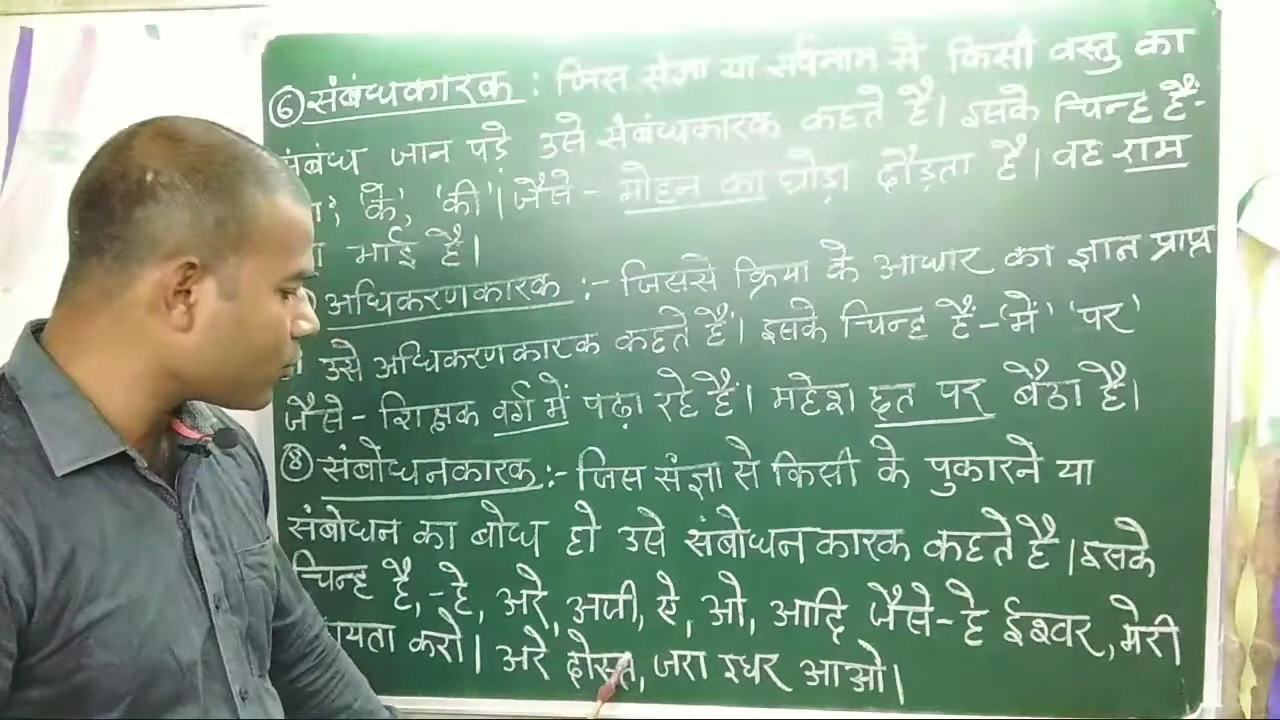 ⑥ संबंधकारक : जिस संज्ञा या सर्वनाम से किसी वस्तु का
संबंध जान पड़े उसे संबंधकारक कहते है। इसके चिन्ह हैं-
'के', 'की'। जैसे - मोहन का घोड़ा दौड़ता है। वह राम
भाई है।
अधिकरणकारक :- जिससे क्रिया के आधार का ज्ञान प्राप्त
उसे अधिकरणकारक कहते हैं। इसके चिन्ह हैं - 'में' 'पर'
जैसे - शिक्षक वर्ग में पढ़ा रहे हैं। महेश छत पर बैठा है।
⑧ संबोधनकारक :- जिस संज्ञा से किसी के पुकारने या
संबोधन का बोध हो उसे संबोधनकारक कहते है। इसके
चिन्ह है, - हे, अरे, अजी, ऐ, ओ, आदि जैसे - हे ईश्वर, मेरी
करो। अरे दोस्त, जरा इधर आओ।